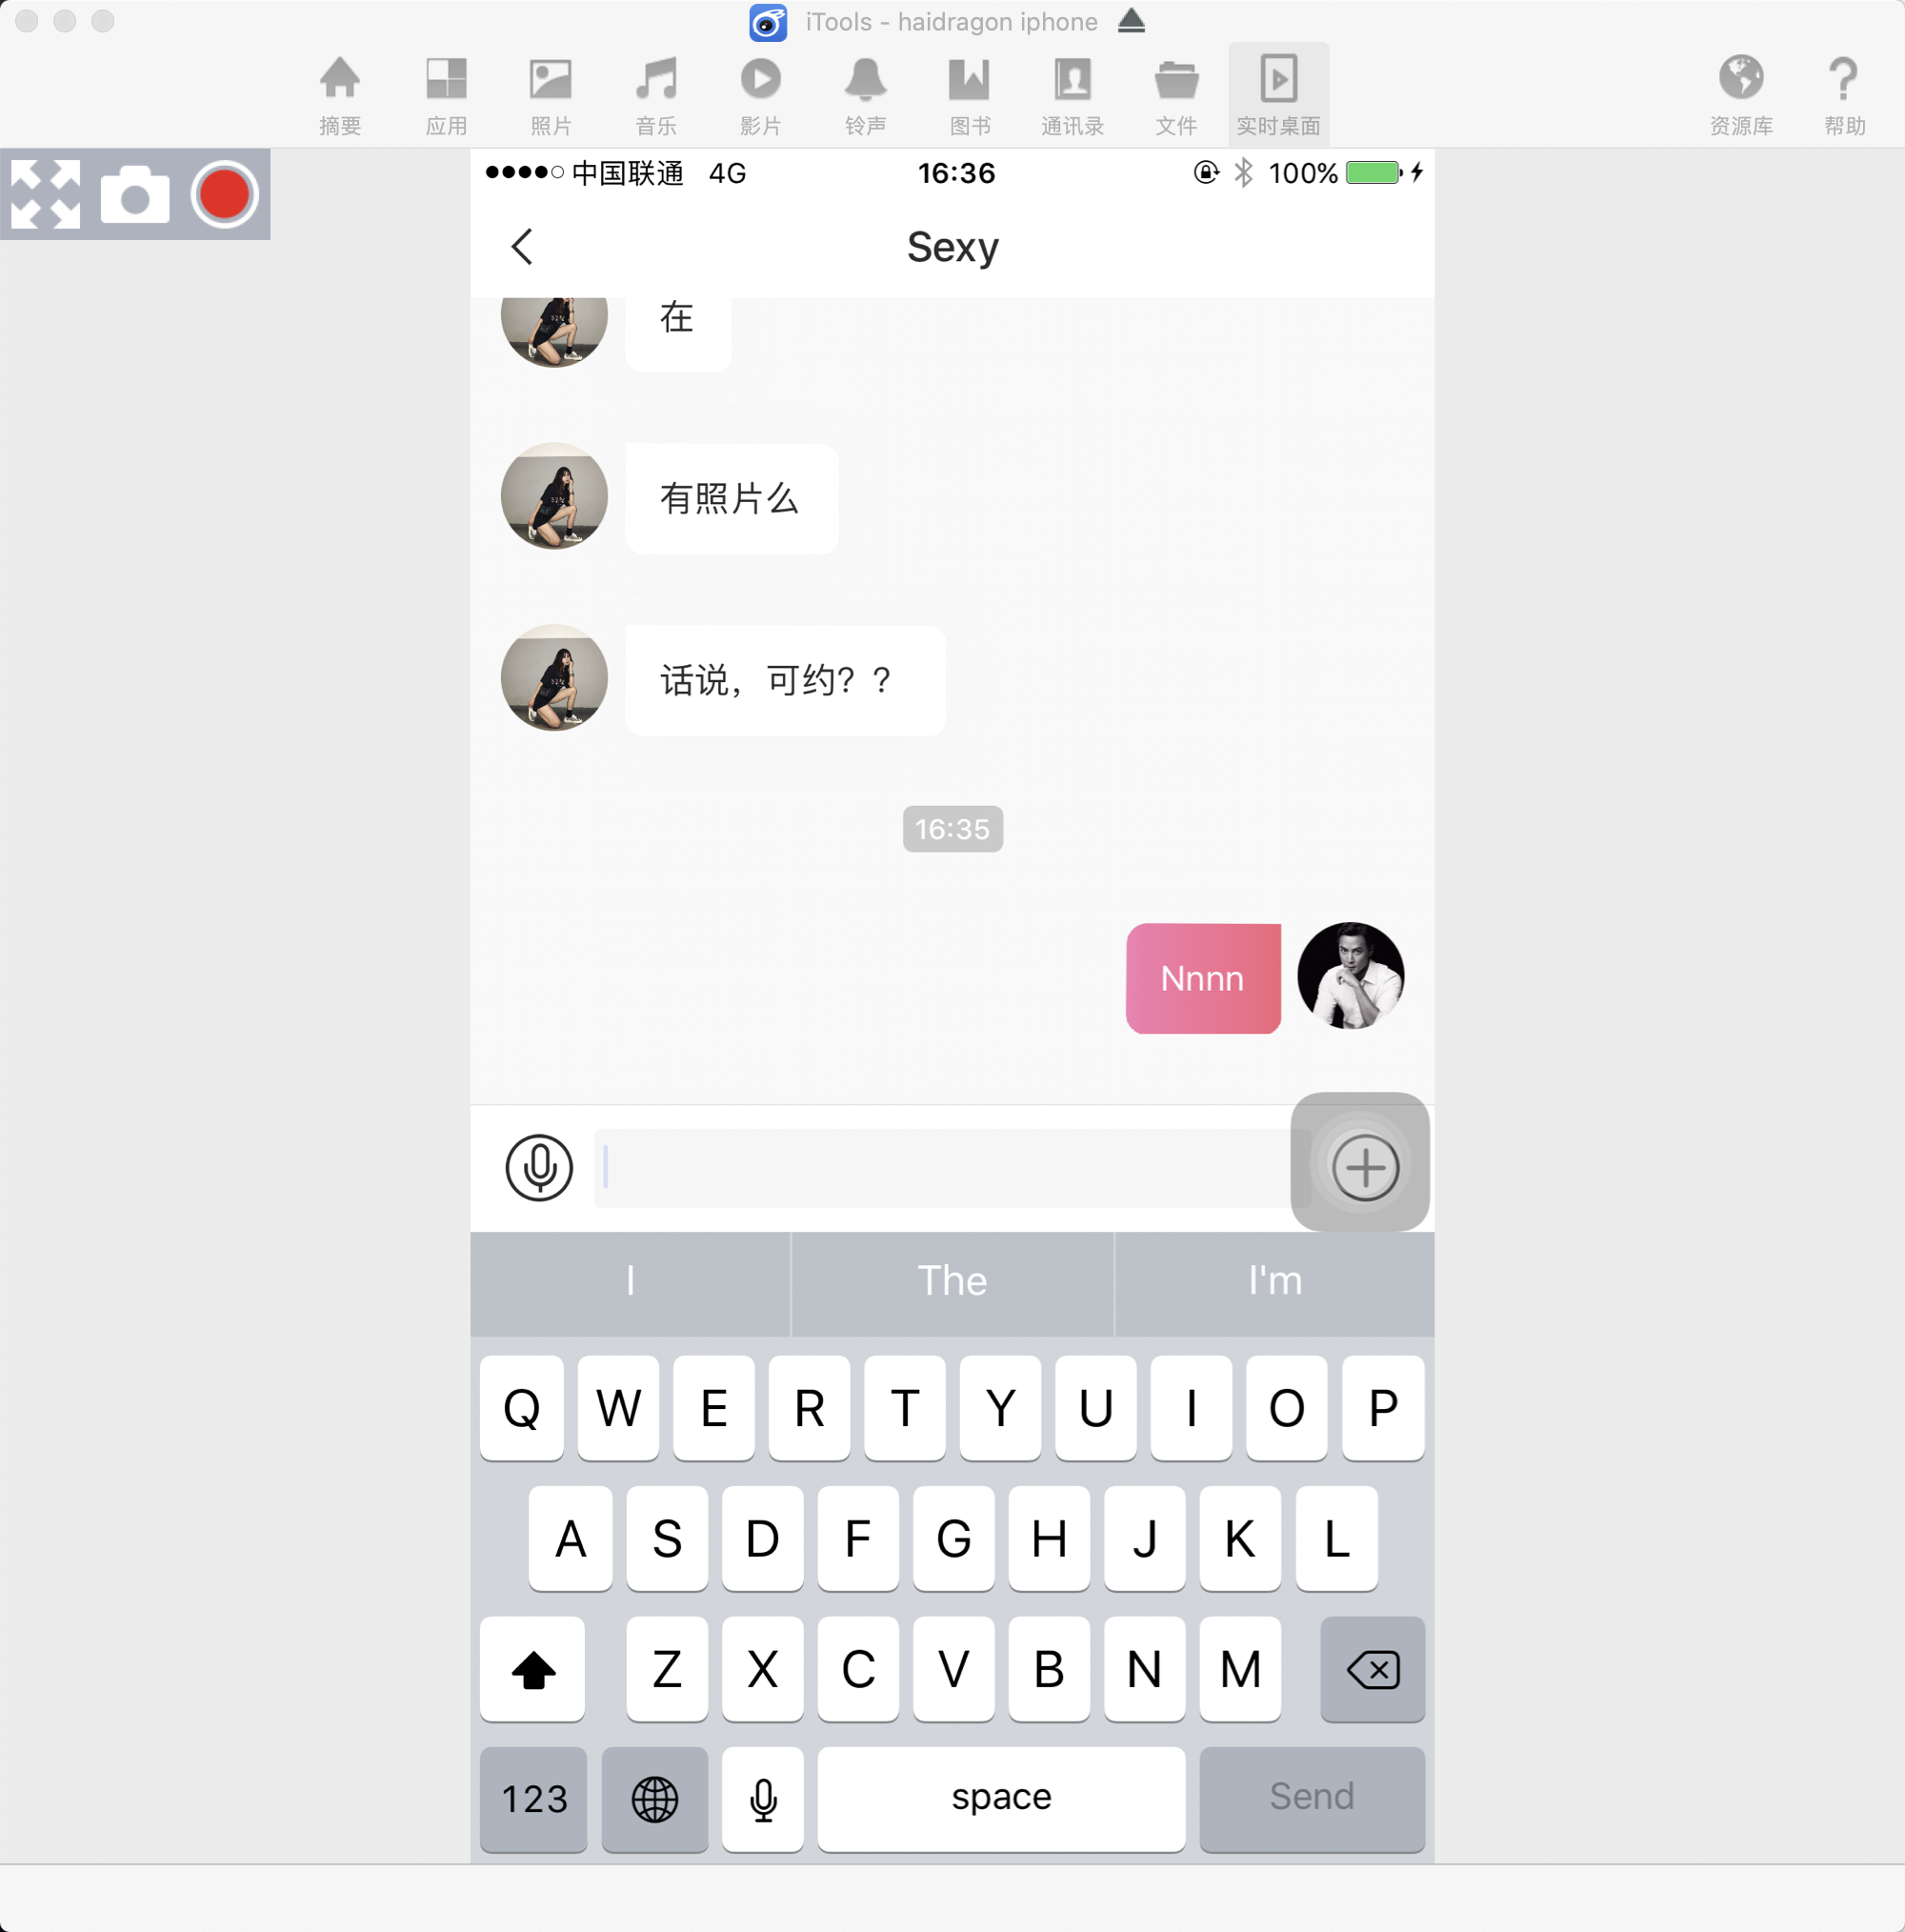 iTools - haidragon iphone
摘要 应用 照片 音乐 影片 铃声 图书 通讯录 文件 实时桌面 资源库 帮助
中国联通 4G 16:36 100%
Sexy
在
有照片么
话说，可约？？
16:35
Nnnn
I The I'm
Q W E R T Y U I O P
A S D F G H J K L
Z X C V B N M
123 space Send